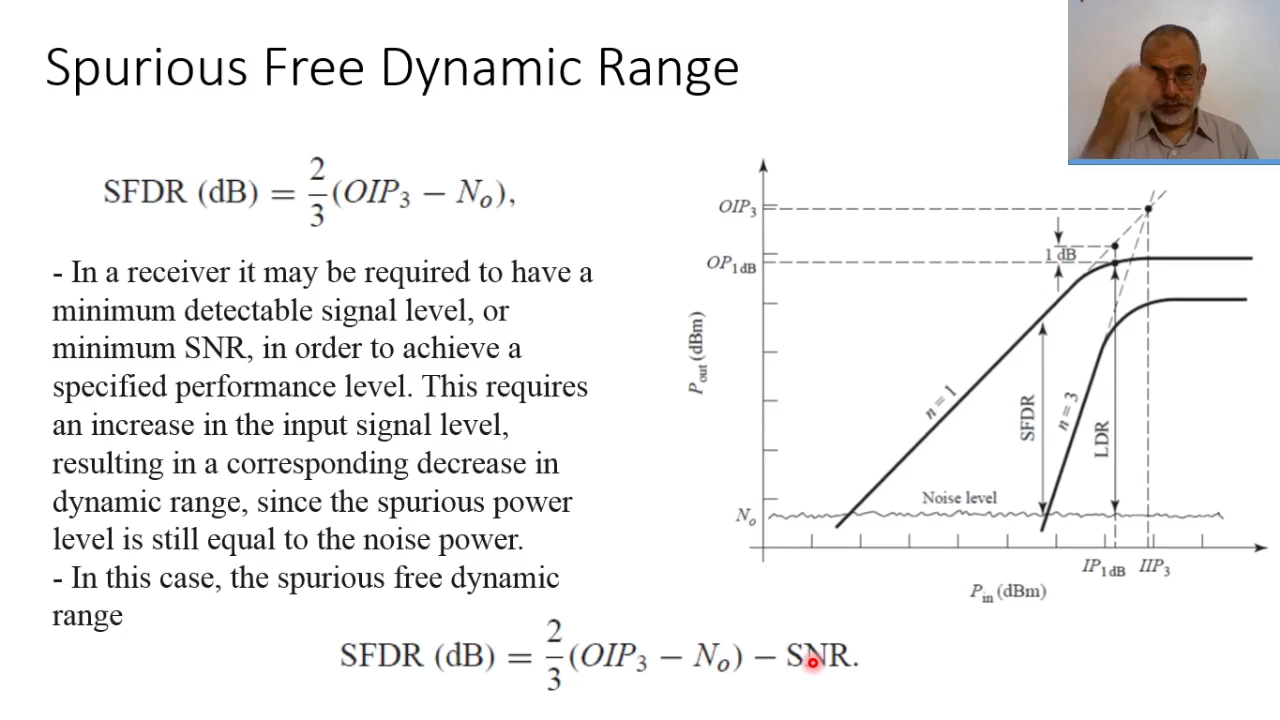 Spurious Free Dynamic Range
SFDR (dB) = 2/3 (OIP₃ − Nₒ),
- In a receiver it may be required to have a
minimum detectable signal level, or
minimum SNR, in order to achieve a
specified performance level. This requires
an increase in the input signal level,
resulting in a corresponding decrease in
dynamic range, since the spurious power
level is still equal to the noise power.
- In this case, the spurious free dynamic
range
SFDR (dB) = 2/3 (OIP₃ − Nₒ) − SNR.
OIP₃
1 dB
OP₁dB
Pout (dBm)
n = 1
SFDR
n = 3
LDR
Noise level
Nₒ
IP₁dB
IIP₃
Pin (dBm)